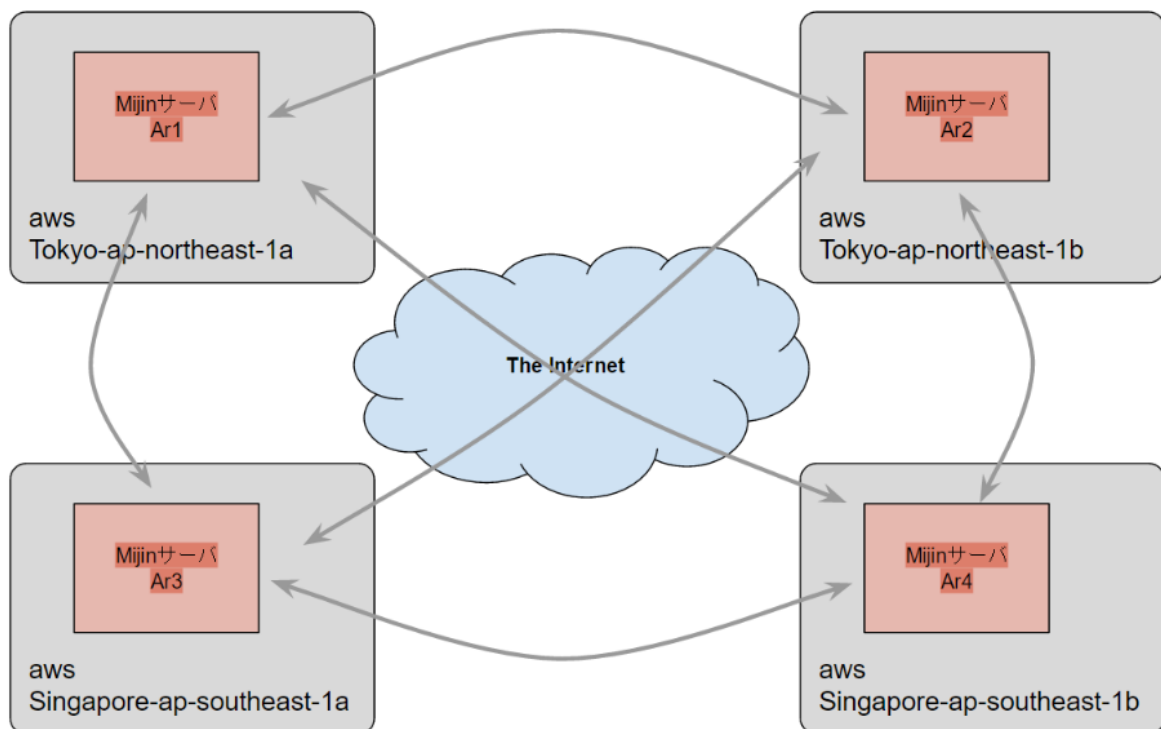 Mijinサーバ
Ar1
aws
Tokyo-ap-northeast-1a
Mijinサーバ
Ar2
aws
Tokyo-ap-northeast-1b
The Internet
Mijinサーバ
Ar3
aws
Singapore-ap-southeast-1a
Mijinサーバ
Ar4
aws
Singapore-ap-southeast-1b